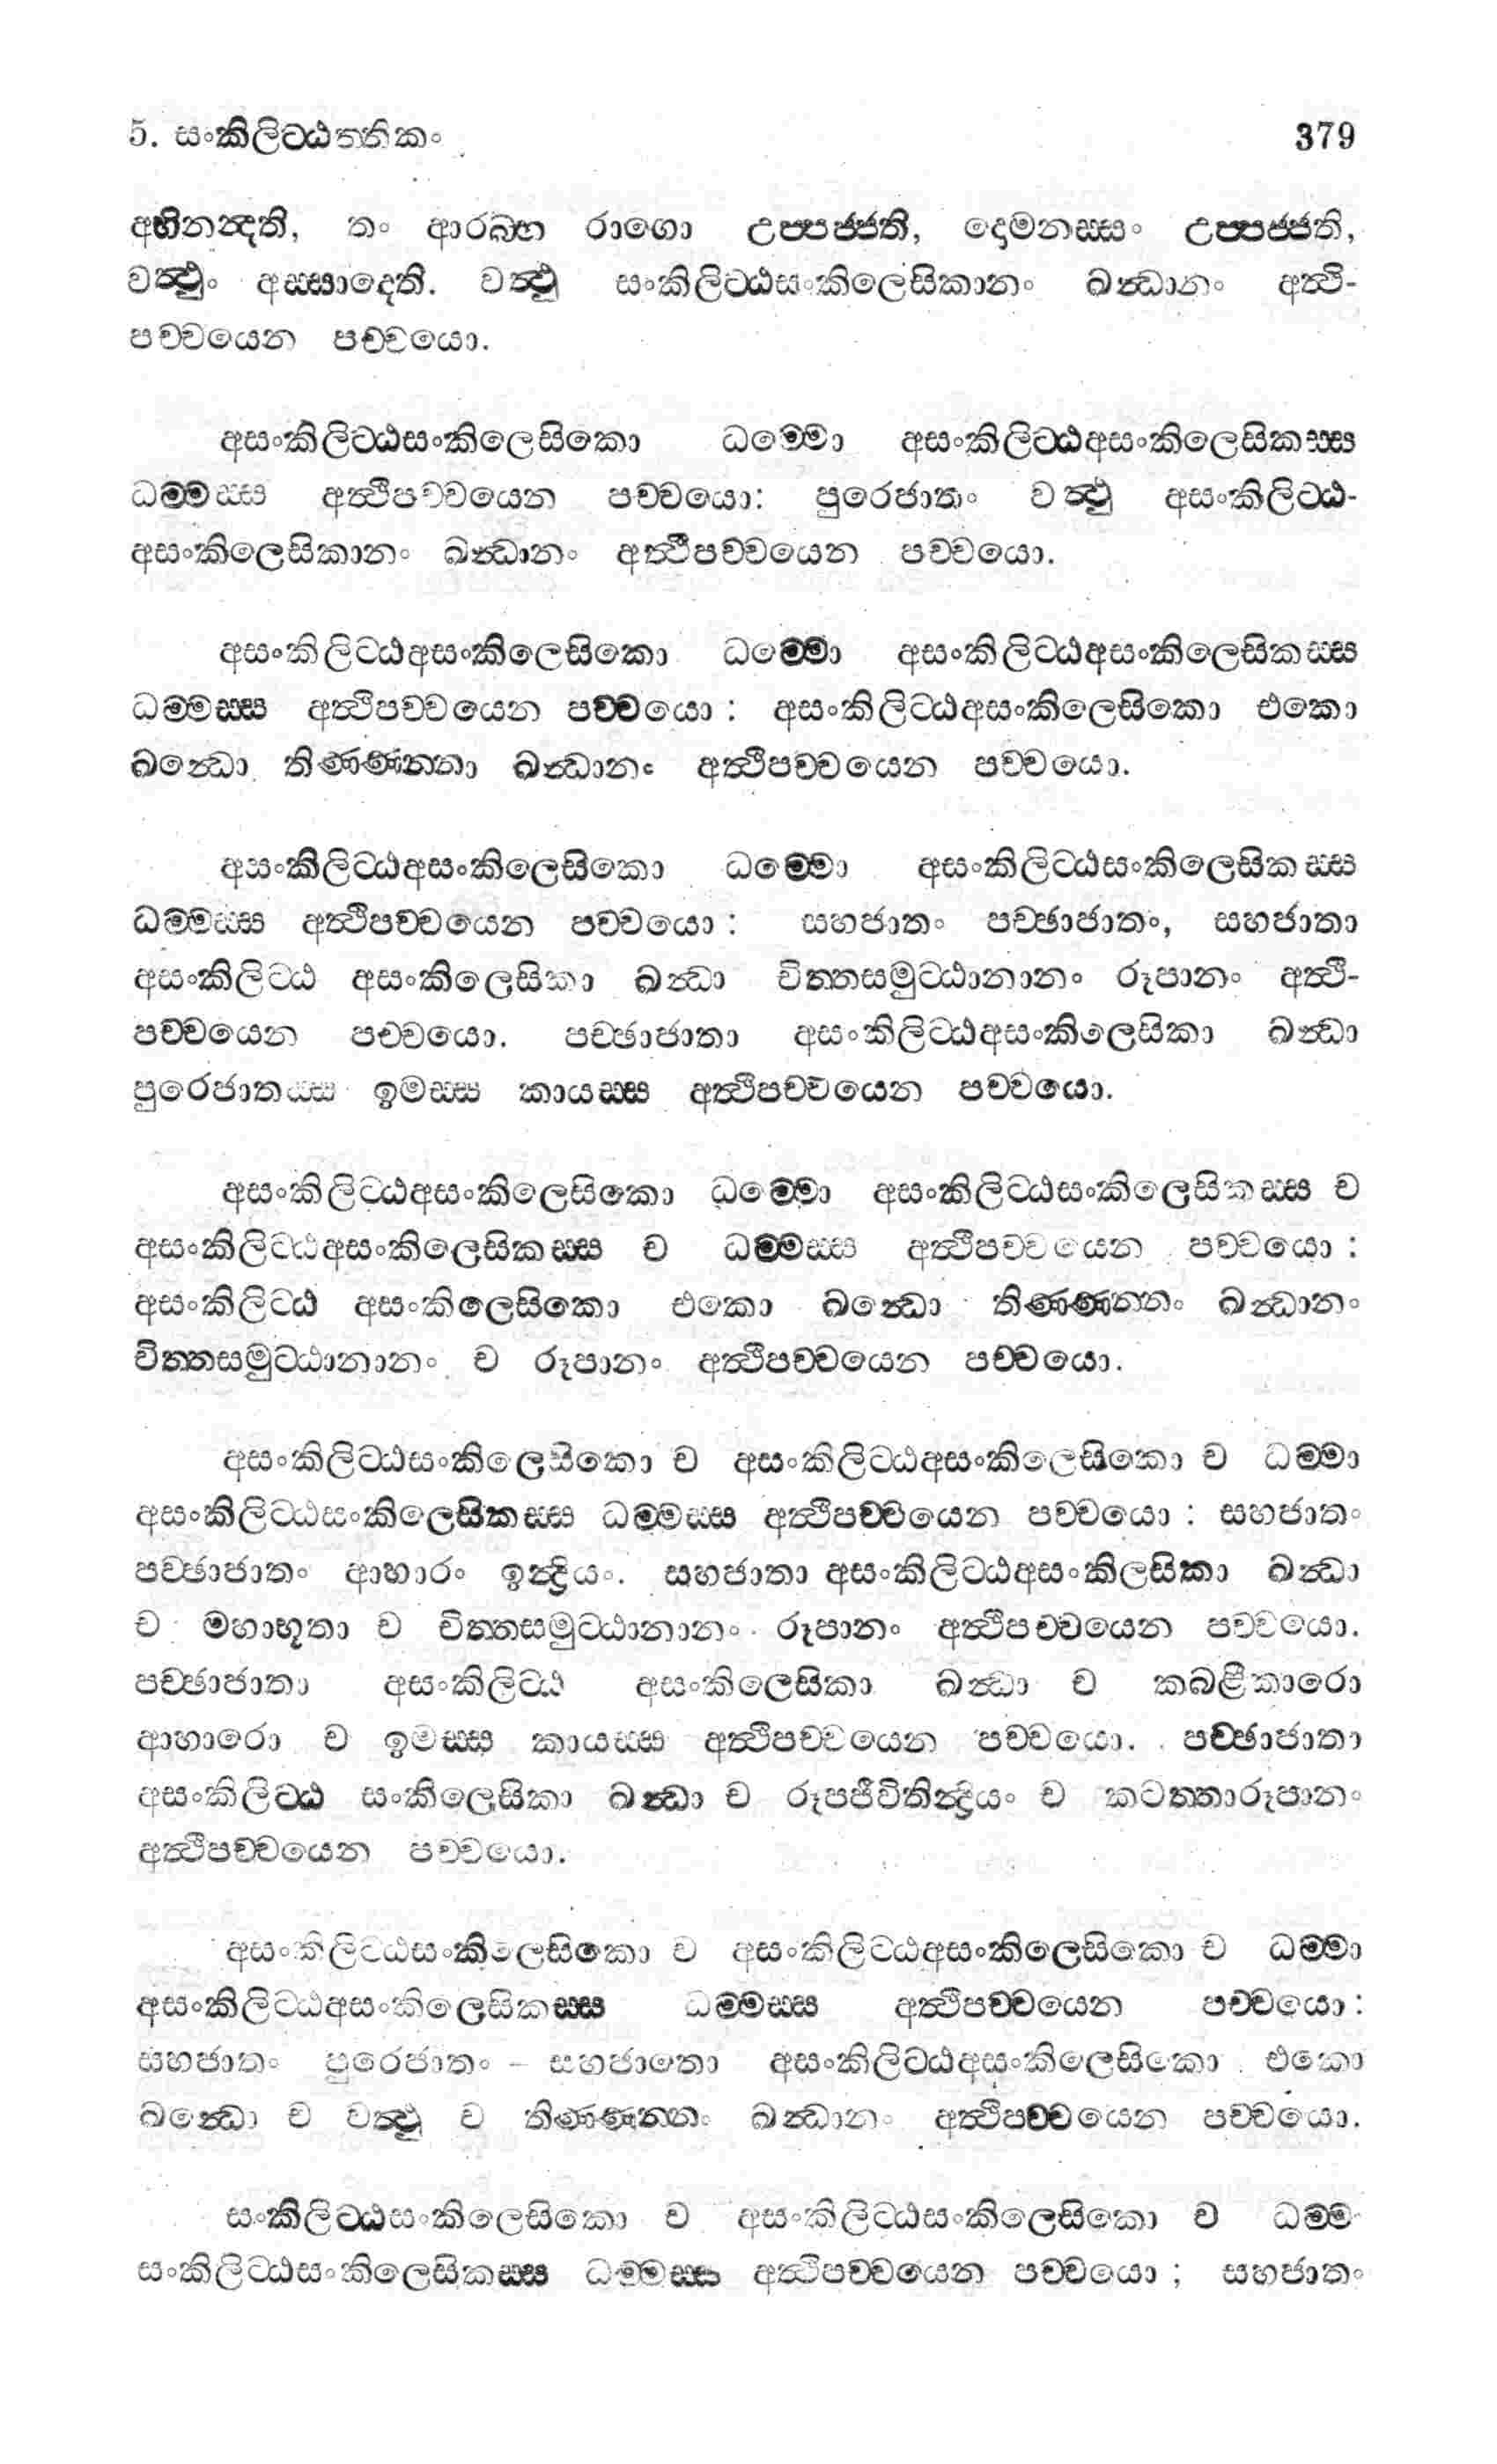 5. සංකිලිට්ඨත්තිකං 379
අභිනන්දති, තං ආරබ්භ රාගො උප්පජ්ජති, දොමනස්සං උප්පජ්ජති,
වත්ථුං අස්සාදෙති. වත්ථු සංකිලිට්ඨසංකිලෙසිකානං ඛන්ධානං අත්ථි-
පච්චයෙන පච්චයො.
අසංකිලිට්ඨසංකිලෙසිකො ධම්මො අසංකිලිට්ඨඅසංකිලෙසිකස්ස
ධම්මස්ස අත්ථිපච්චයෙන පච්චයො: පුරෙජාතං වත්ථු අසංකිලිට්ඨ-
අසංකිලෙසිකානං ඛන්ධානං අත්ථිපච්චයෙන පච්චයො.
අසංකිලිට්ඨඅසංකිලෙසිකො ධම්මො අසංකිලිට්ඨඅසංකිලෙසිකස්ස
ධම්මස්ස අත්ථිපච්චයෙන පච්චයො : අසංකිලිට්ඨඅසංකිලෙසිකො එකො
ඛන්ධො තිණ්ණන්නා ඛන්ධානං අත්ථිපච්චයෙන පච්චයො.
අසංකිලිට්ඨඅසංකිලෙසිකො ධම්මො අසංකිලිට්ඨසංකිලෙසිකස්ස
ධම්මස්ස අත්ථිපච්චයෙන පච්චයො : සහජාතං පච්ඡාජාතං, සහජාතා
අසංකිලිට්ඨ අසංකිලෙසිකා ඛන්ධා චිත්තසමුට්ඨානානං රූපානං අත්ථි-
පච්චයෙන පච්චයො. පච්ඡාජාතා අසංකිලිට්ඨඅසංකිලෙසිකා ඛන්ධා
පුරෙජාතස්ස ඉමස්ස කායස්ස අත්ථිපච්චයෙන පච්චයො.
අසංකිලිට්ඨඅසංකිලෙසිකො ධම්මො අසංකිලිට්ඨසංකිලෙසිකස්ස ච
අසංකිලිට්ඨඅසංකිලෙසිකස්ස ච ධම්මස්ස අත්ථිපච්චයෙන පච්චයො :
අසංකිලිට්ඨ අසංකිලෙසිකො එකො ඛන්ධො තිණ්ණන්නං ඛන්ධානං
චිත්තසමුට්ඨානානං ච රූපානං අත්ථිපච්චයෙන පච්චයො.
අසංකිලිට්ඨසංකිලෙසිකො ච අසංකිලිට්ඨඅසංකිලෙසිකො ච ධම්මා
අසංකිලිට්ඨසංකිලෙසිකස්ස ධම්මස්ස අත්ථිපච්චයෙන පච්චයො : සහජාතං
පච්ඡාජාතං ආහාරං ඉන්ද්‍රියං. සහජාතා අසංකිලිට්ඨඅසංකිලසිකා ඛන්ධා
ච මහාභූතා ච චිත්තසමුට්ඨානානං රූපානං අත්ථිපච්චයෙන පච්චයො.
පච්ඡාජාතා අසංකිලිට්ඨ අසංකිලෙසිකා ඛන්ධා ච කබළීකාරො
ආහාරො ච ඉමස්ස කායස්ස අත්ථිපච්චයෙන පච්චයො. පච්ඡාජාතා
අසංකිලිට්ඨ සංකිලෙසිකා ඛන්ධා ච රූපජීවිතින්ද්‍රියං ච කටත්තාරූපානං
අත්ථිපච්චයෙන පච්චයො.
අසංකිලිට්ඨසංකිලෙසිකො ච අසංකිලිට්ඨඅසංකිලෙසිකො ච ධම්මා
අසංකිලිට්ඨඅසංකිලෙසිකස්ස ධම්මස්ස අත්ථිපච්චයෙන පච්චයො :
සහජාතං පුරෙජාතං – සහජාතො අසංකිලිට්ඨඅසංකිලෙසිකො එකො
ඛන්ධො ච වත්ථු ච තිණ්ණන්නං ඛන්ධානං අත්ථිපච්චයෙන පච්චයො.
සංකිලිට්ඨසංකිලෙසිකො ච අසංකිලිට්ඨසංකිලෙසිකො ච ධම්ම
සංකිලිට්ඨසංකිලෙසිකස්ස ධම්මස්ස අත්ථිපච්චයෙන පච්චයො ; සහජාතං